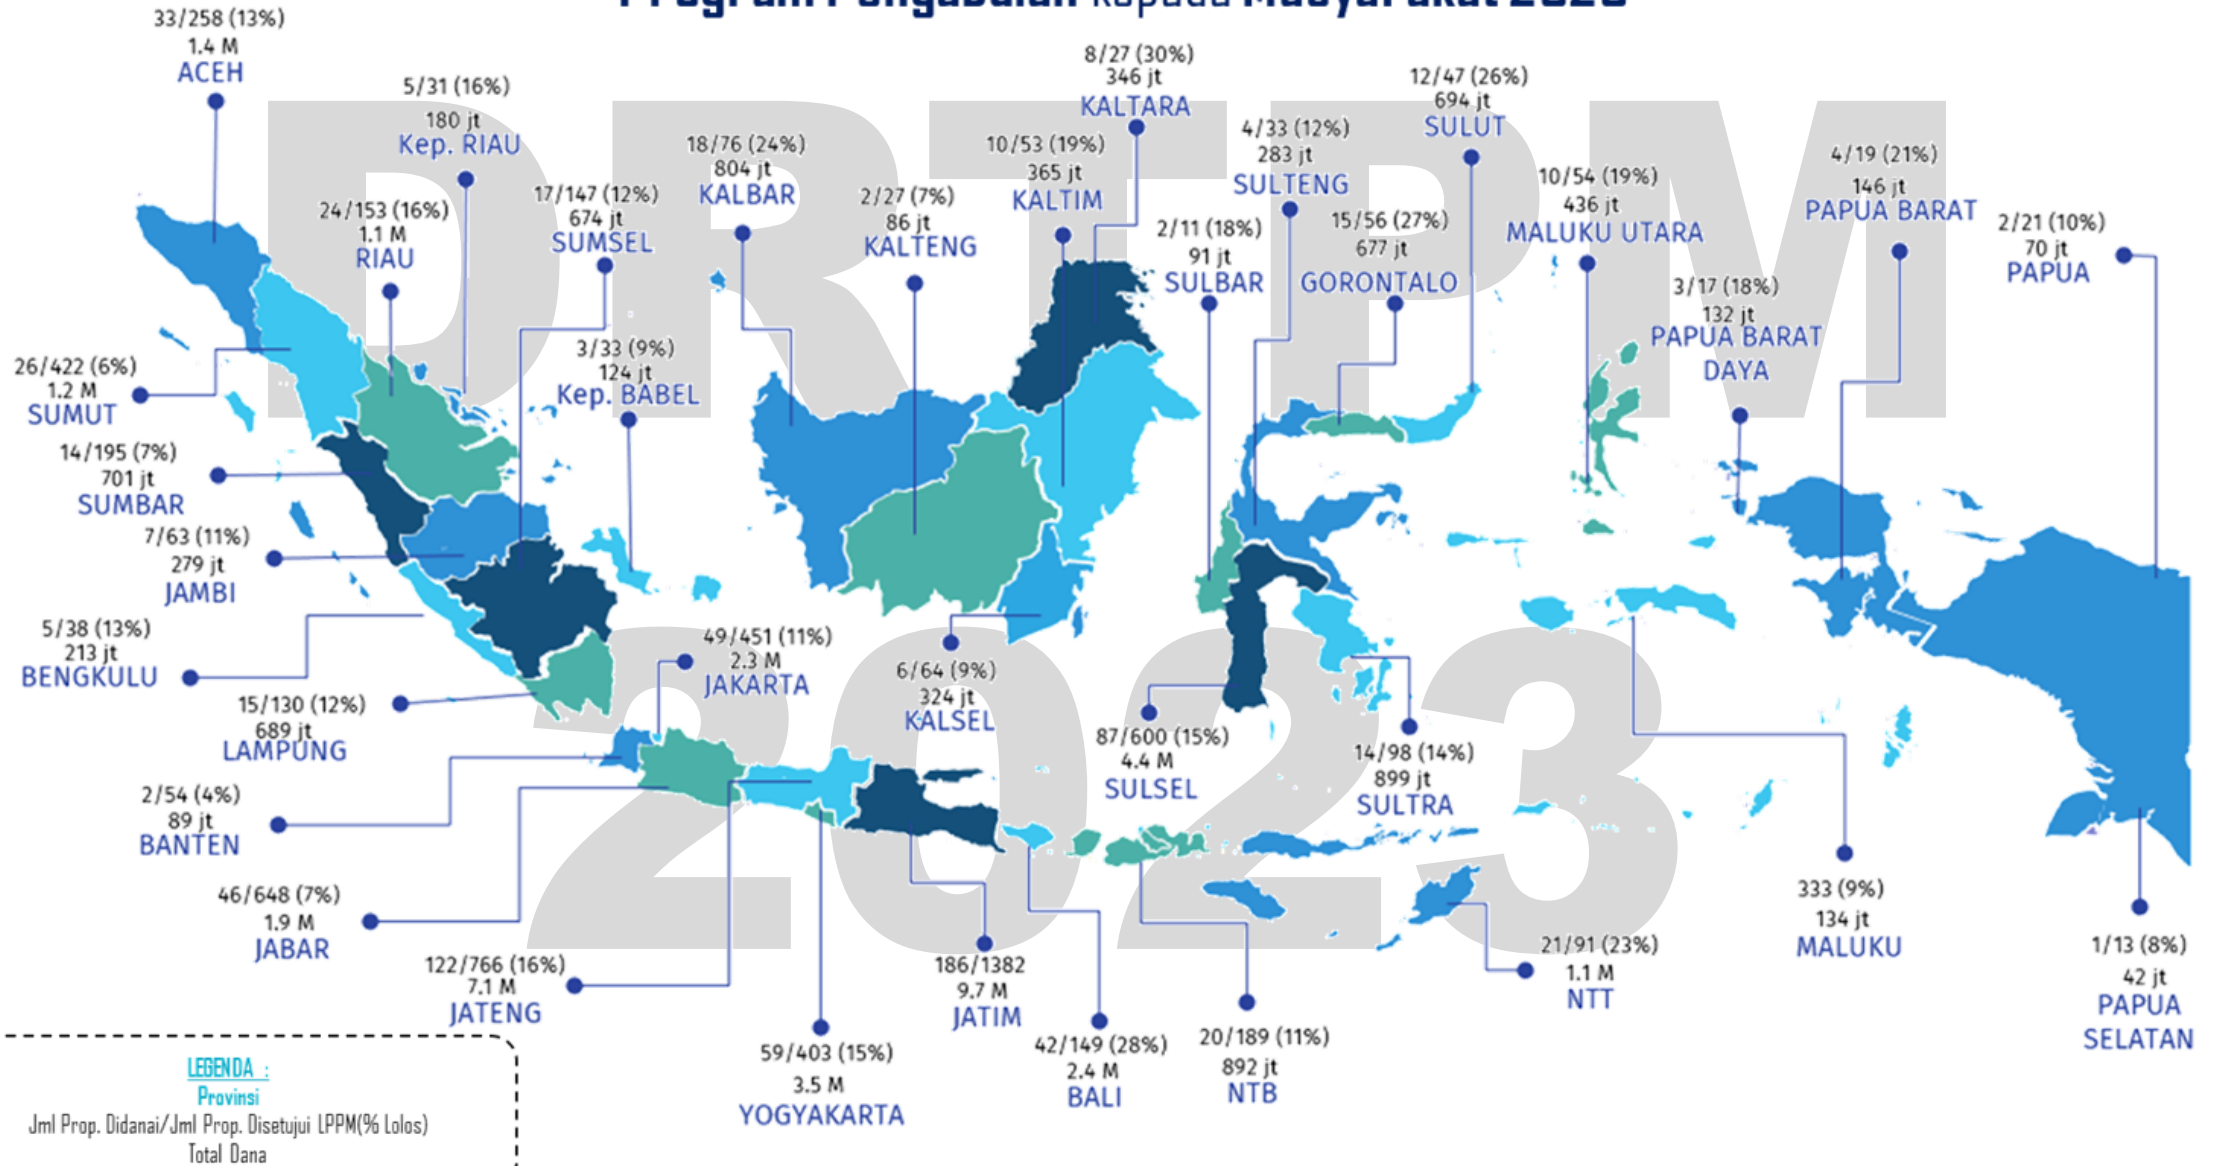 Program Pengabdian kepada Masyarakat 2023
DRTPM
2023
33/258 (13%)
1.4 M
ACEH
5/31 (16%)
180 jt
Kep. RIAU
24/153 (16%)
1.1 M
RIAU
17/147 (12%)
674 jt
SUMSEL
18/76 (24%)
804 jt
KALBAR
2/27 (7%)
86 jt
KALTENG
10/53 (19%)
365 jt
KALTIM
8/27 (30%)
346 jt
KALTARA
4/33 (12%)
283 jt
SULTENG
2/11 (18%)
91 jt
SULBAR
15/56 (27%)
677 jt
GORONTALO
12/47 (26%)
694 jt
SULUT
10/54 (19%)
436 jt
MALUKU UTARA
3/17 (18%)
132 jt
PAPUA BARAT
DAYA
4/19 (21%)
146 jt
PAPUA BARAT
2/21 (10%)
70 jt
PAPUA
26/422 (6%)
1.2 M
SUMUT
3/33 (9%)
124 jt
Kep. BABEL
14/195 (7%)
701 jt
SUMBAR
7/63 (11%)
279 jt
JAMBI
5/38 (13%)
213 jt
BENGKULU
15/130 (12%)
689 jt
LAMPUNG
49/451 (11%)
2.3 M
JAKARTA
6/64 (9%)
324 jt
KALSEL
87/600 (15%)
4.4 M
SULSEL
14/98 (14%)
899 jt
SULTRA
2/54 (4%)
89 jt
BANTEN
46/648 (7%)
1.9 M
JABAR
122/766 (16%)
7.1 M
JATENG
59/403 (15%)
3.5 M
YOGYAKARTA
186/1382
9.7 M
JATIM
42/149 (28%)
2.4 M
BALI
20/189 (11%)
892 jt
NTB
21/91 (23%)
1.1 M
NTT
333 (9%)
134 jt
MALUKU
1/13 (8%)
42 jt
PAPUA
SELATAN
LEGENDA :
Provinsi
Jml Prop. Didanai/Jml Prop. Disetujui LPPM(% Lolos)
Total Dana